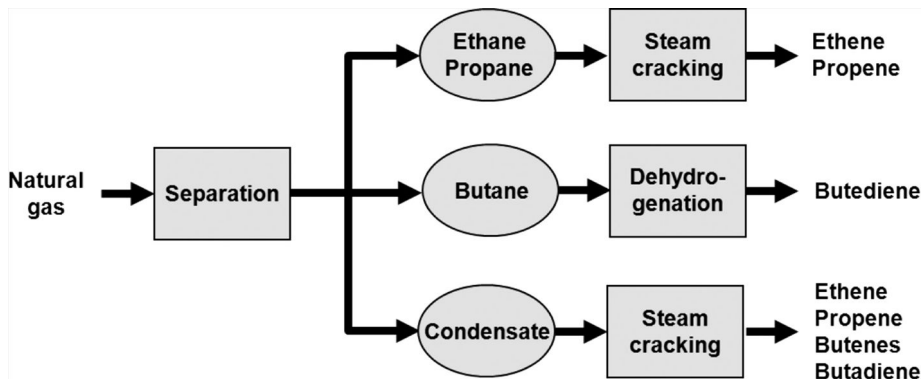 Natural
gas
Separation
Ethane
Propane
Steam
cracking
Ethene
Propene
Butane
Dehydro-
genation
Butediene
Condensate
Steam
cracking
Ethene
Propene
Butenes
Butadiene